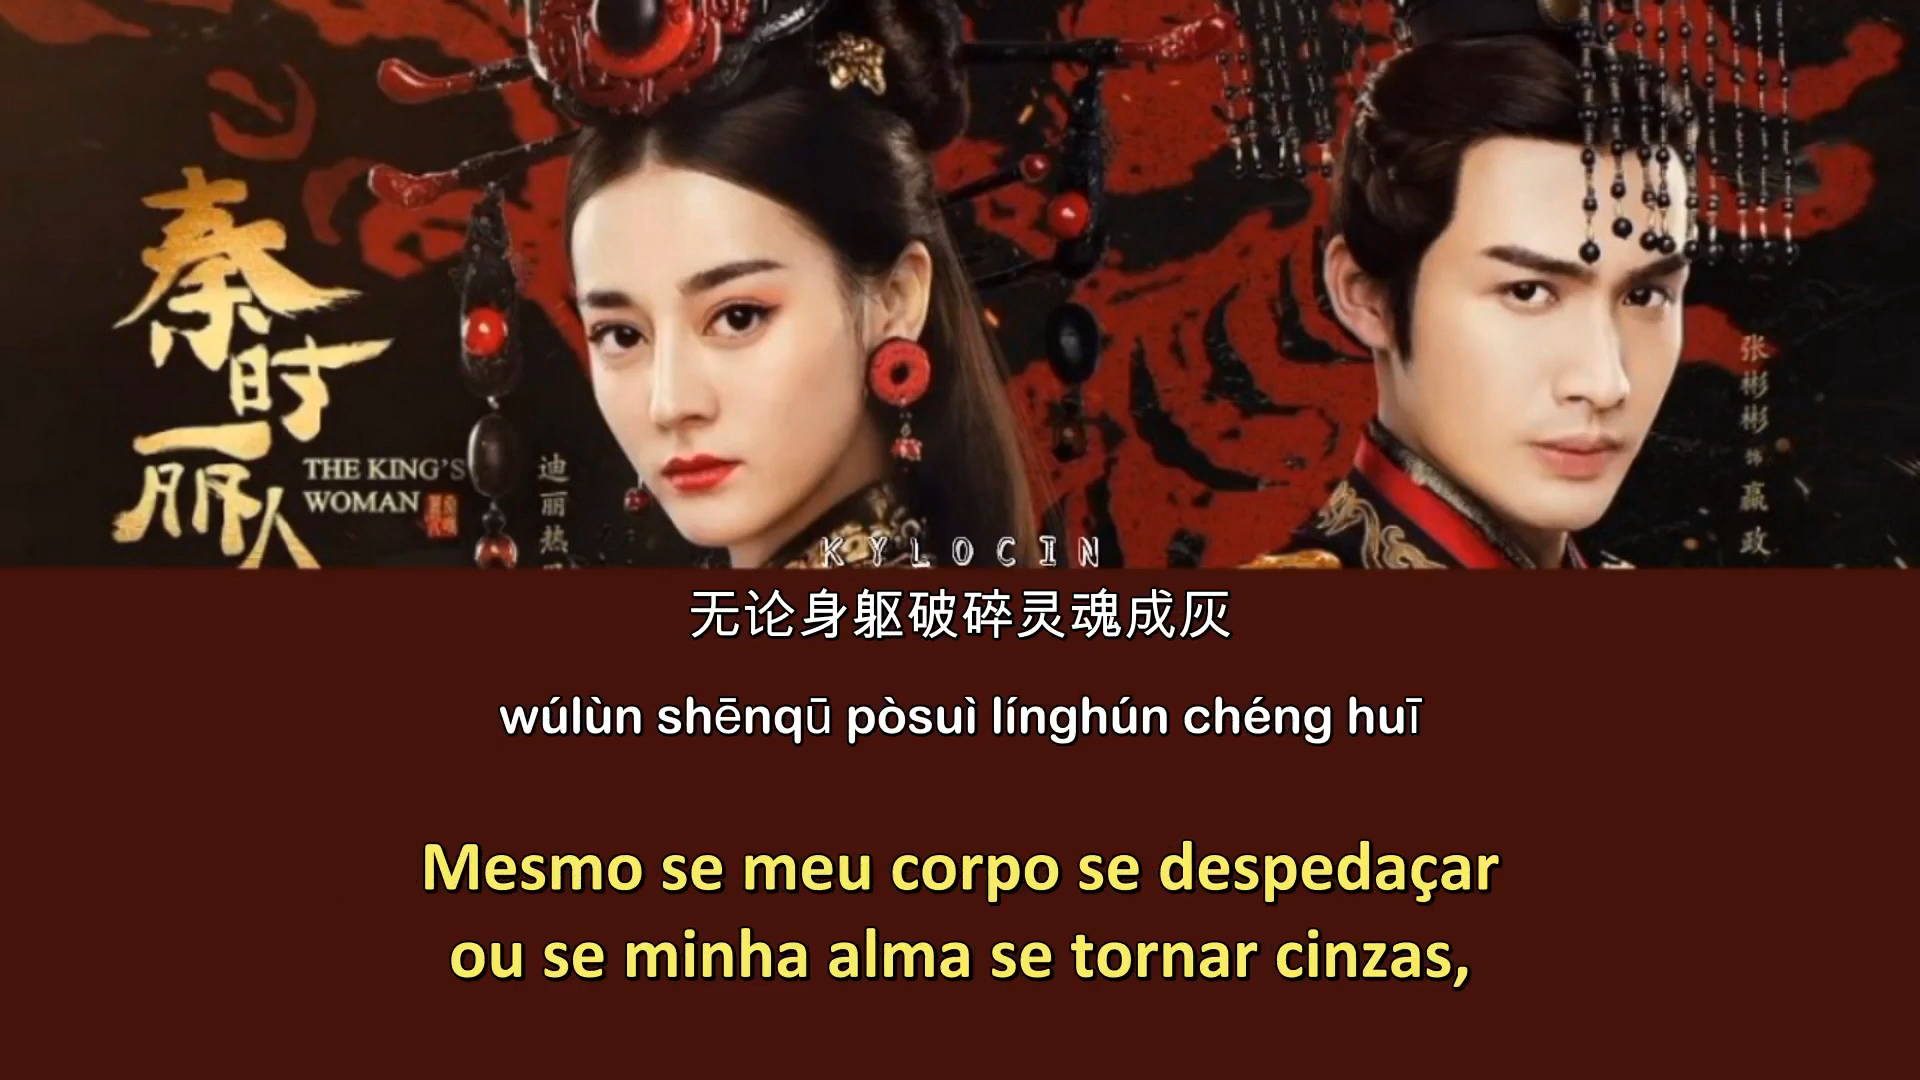 秦时丽人
THE KING'S
WOMAN
迪丽热
张彬彬 饰 嬴政
KYLOCIN
无论身躯破碎灵魂成灰
wúlùn shēnqū pòsuì línghún chéng huī
Mesmo se meu corpo se despedaçar
ou se minha alma se tornar cinzas,